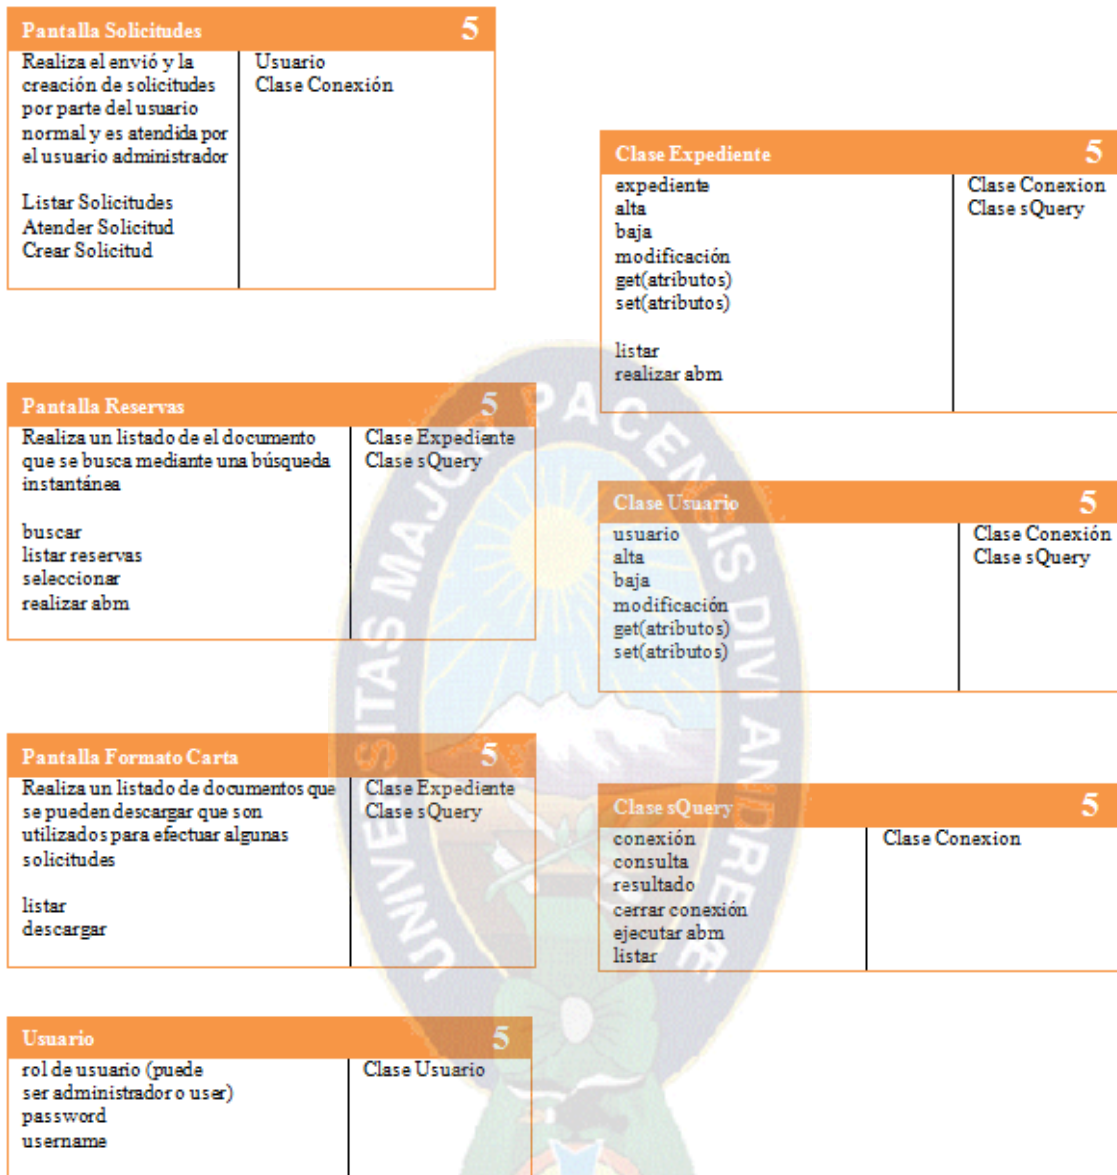 Pantalla Solicitudes 5
Realiza el envió y la
creación de solicitudes
por parte del usuario
normal y es atendida por
el usuario administrador
Listar Solicitudes
Atender Solicitud
Crear Solicitud
Usuario
Clase Conexión
Clase Expediente 5
expediente
alta
baja
modificación
get(atributos)
set(atributos)
listar
realizar abm
Clase Conexion
Clase sQuery
Pantalla Reservas 5
Realiza un listado de el documento
que se busca mediante una búsqueda
instantánea
buscar
listar reservas
seleccionar
realizar abm
Clase Expediente
Clase sQuery
Clase Usuario 5
usuario
alta
baja
modificación
get(atributos)
set(atributos)
Clase Conexión
Clase sQuery
Pantalla Formato Carta 5
Realiza un listado de documentos que
se pueden descargar que son
utilizados para efectuar algunas
solicitudes
listar
descargar
Clase Expediente
Clase sQuery
Clase sQuery 5
conexión
consulta
resultado
cerrar conexión
ejecutar abm
listar
Clase Conexion
Usuario 5
rol de usuario (puede
ser administrador o user)
password
username
Clase Usuario
UNIVERSITAS MAJOR PACENSIS DIVI ANDREÆ